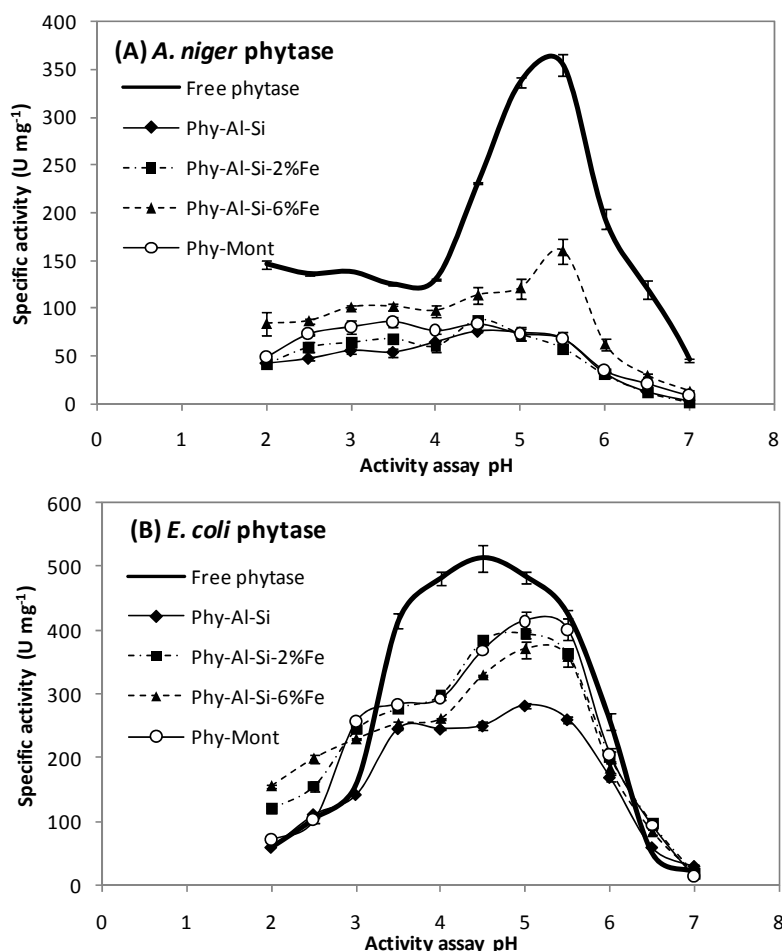 (A) A. niger phytase
Free phytase
Phy-Al-Si
Phy-Al-Si-2%Fe
Phy-Al-Si-6%Fe
Phy-Mont
Specific activity (U mg⁻¹)
400
350
300
250
200
150
100
50
0
0 1 2 3 4 5 6 7 8
Activity assay pH
(B) E. coli phytase
Free phytase
Phy-Al-Si
Phy-Al-Si-2%Fe
Phy-Al-Si-6%Fe
Phy-Mont
Specific activity (U mg⁻¹)
600
500
400
300
200
100
0
0 1 2 3 4 5 6 7 8
Activity assay pH